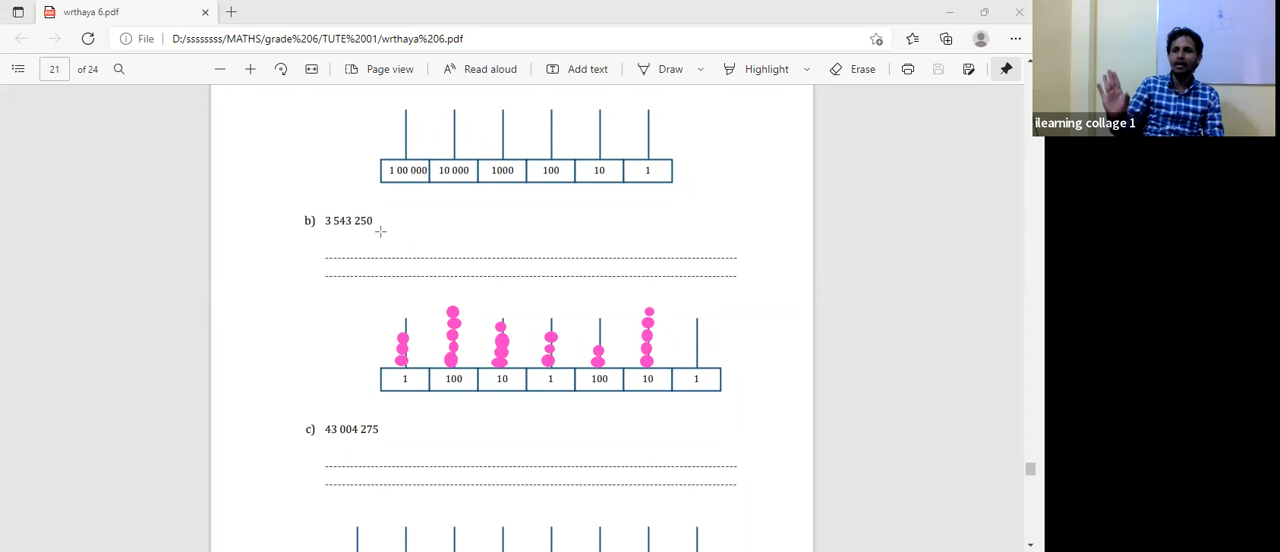 wrthaya 6.pdf
File D:/ssssssss/MATHS/grade%206/TUTE%2001/wrthaya%206.pdf
21 of 24 Page view Read aloud Add text Draw Highlight Erase
ilearning collage 1
1 00 000 10 000 1000 100 10 1
b) 3 543 250
1 100 10 1 100 10 1
c) 43 004 275